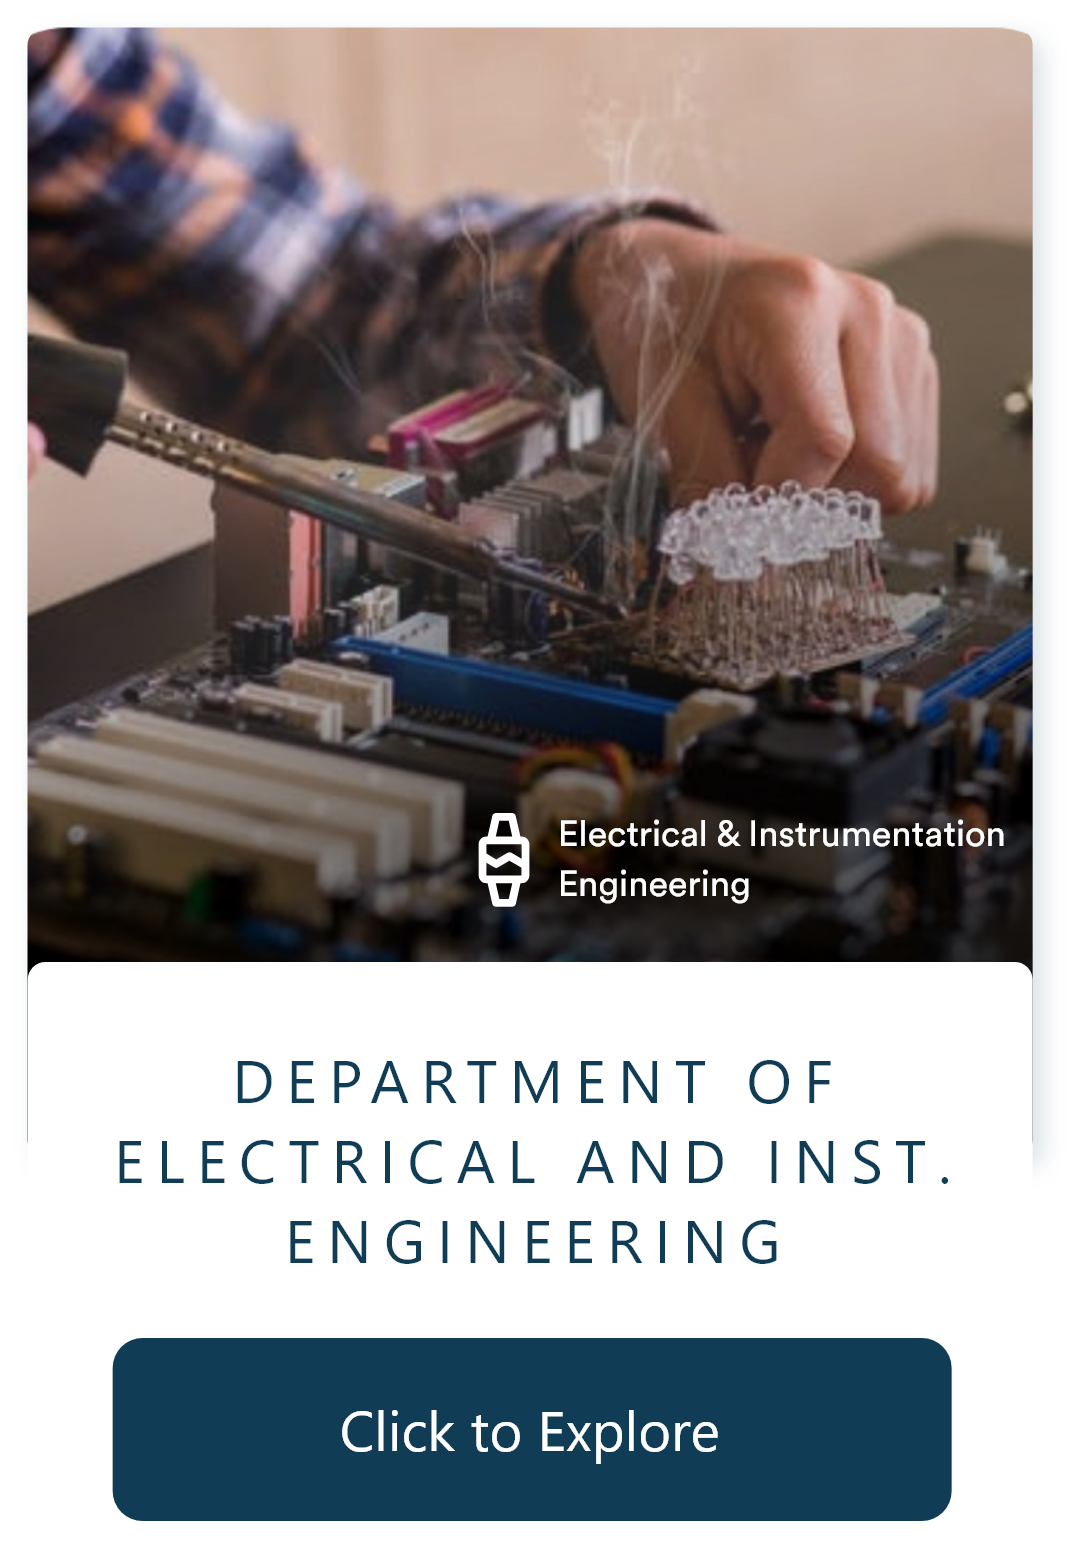 Electrical & Instrumentation
Engineering
DEPARTMENT OF
ELECTRICAL AND INST.
ENGINEERING
Click to Explore